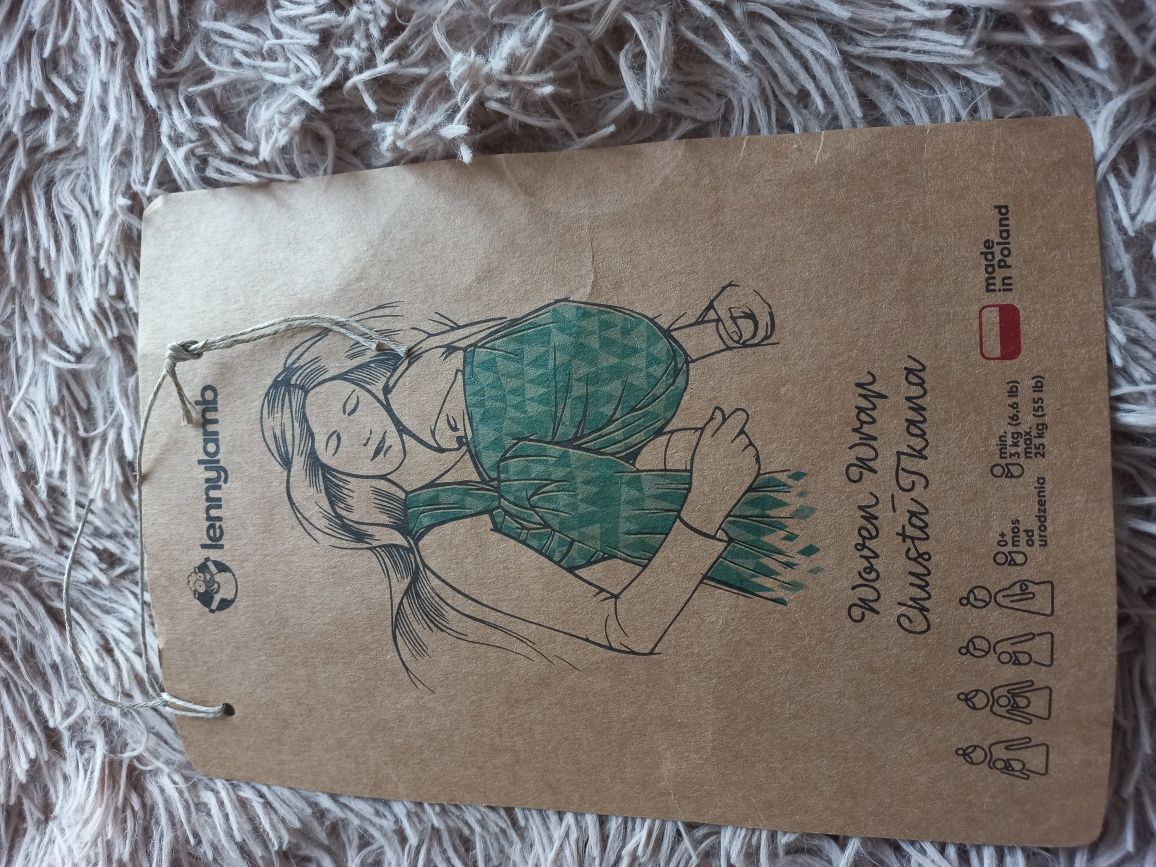 lennylamb
Woven Wrap
Chusta Tkana
0+
mos
od
urodzenia
min.
3 kg (6.6 lb)
max.
25 kg (55 lb)
made
in Poland